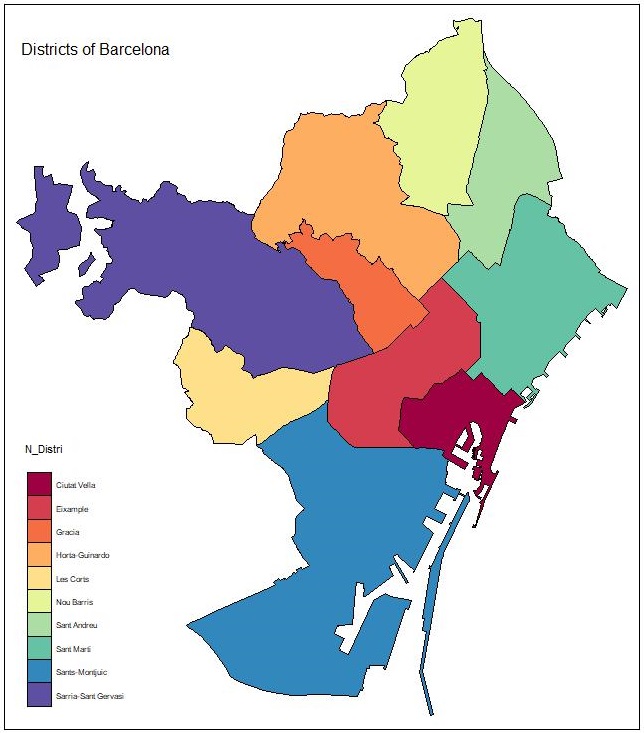 Districts of Barcelona
N_Distri
Ciutat Vella
Eixample
Gracia
Horta-Guinardo
Les Corts
Nou Barris
Sant Andreu
Sant Marti
Sants-Montjuic
Sarria-Sant Gervasi